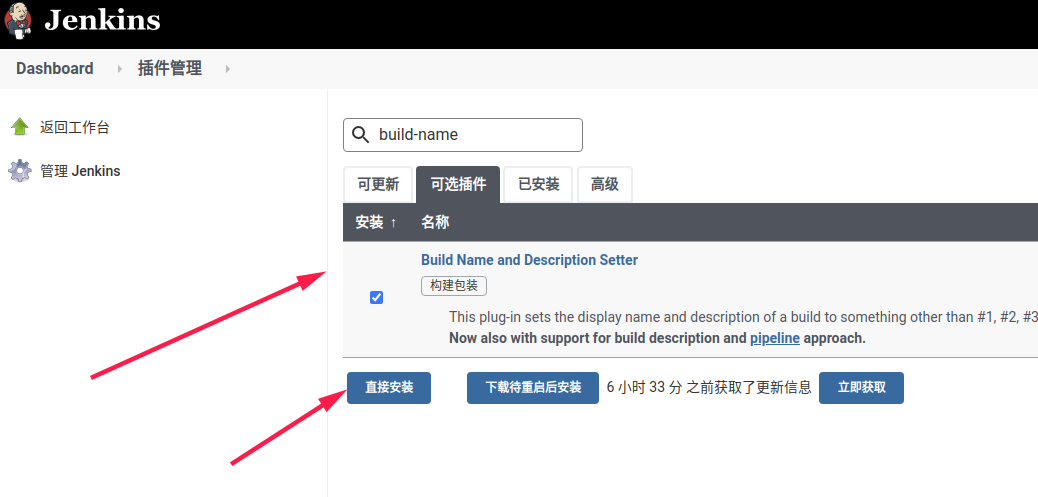 Jenkins
Dashboard 插件管理
返回工作台
管理 Jenkins
build-name
可更新 可选插件 已安装 高级
安装 ↑ 名称
Build Name and Description Setter
构建包装
This plug-in sets the display name and description of a build to something other than #1, #2, #3
Now also with support for build description and pipeline approach.
直接安装 下载待重启后安装 6 小时 33 分 之前获取了更新信息 立即获取